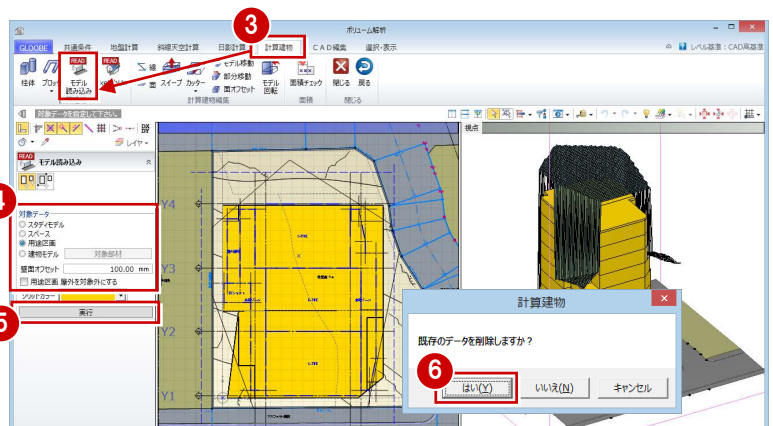 3
ボリューム解析
GLOOBE 共通条件 地盤計算 斜線天空計算 日影計算 計算建物 CAD編集 選択・表示
レベル基準：CAD高基準
READ READ
線 モデル移動
面 部分移動
面オフセット
柱体 モデル読み込み スイープ カッター モデル回転 面積チェック 閉じる 戻る
計算建物編集 面積 閉じる
対象データを指定して下さい。
レイヤ
視点
READ
モデル読み込み
4
対象データ
スタディモデル
スペース
用途区画
建物モデル 対象部材
壁面オフセット 100.00 mm
用途区画 屋外を対象外にする
ソリッドカラー
5
実行
Y4
Y3
Y2
Y1
計算建物
既存のデータを削除しますか？
6
はい(Y) いいえ(N) キャンセル